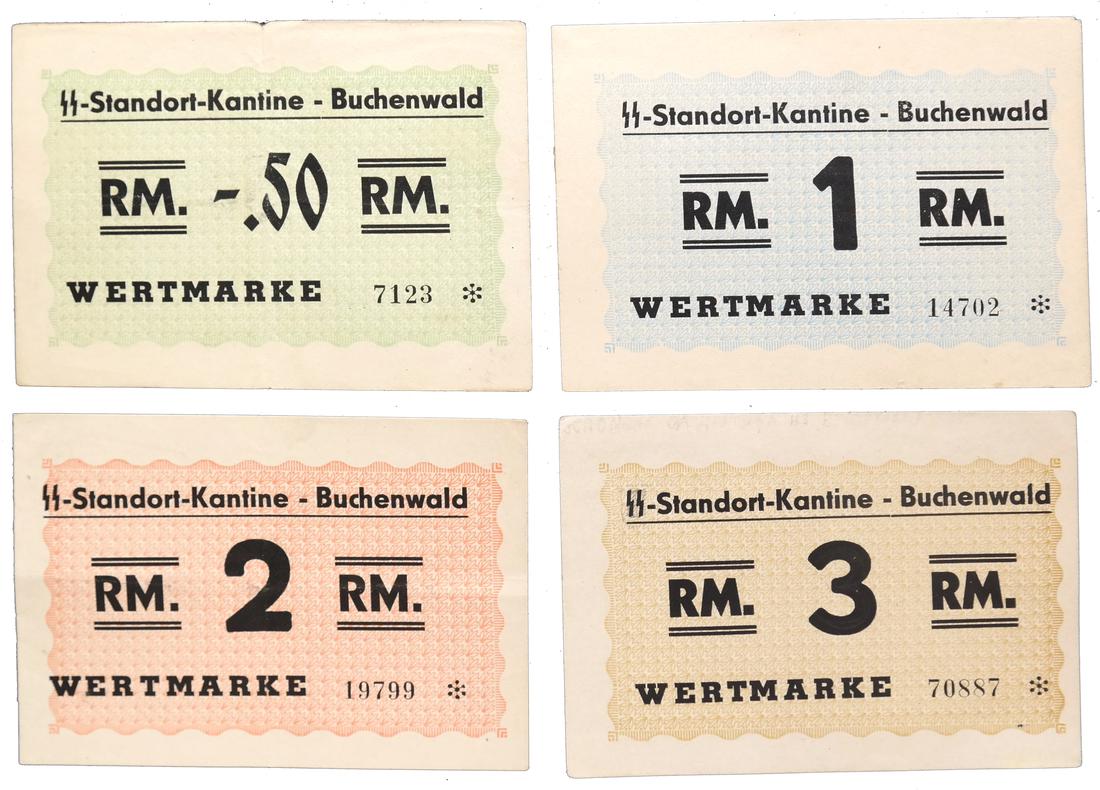 ᛋᛋ-Standort-Kantine - Buchenwald
RM. -.50 RM.
WERTMARKE 7123 *
ᛋᛋ-Standort-Kantine - Buchenwald
RM. 1 RM.
WERTMARKE 14702 *
ᛋᛋ-Standort-Kantine - Buchenwald
RM. 2 RM.
WERTMARKE 19799 *
ᛋᛋ-Standort-Kantine - Buchenwald
RM. 3 RM.
WERTMARKE 70887 *